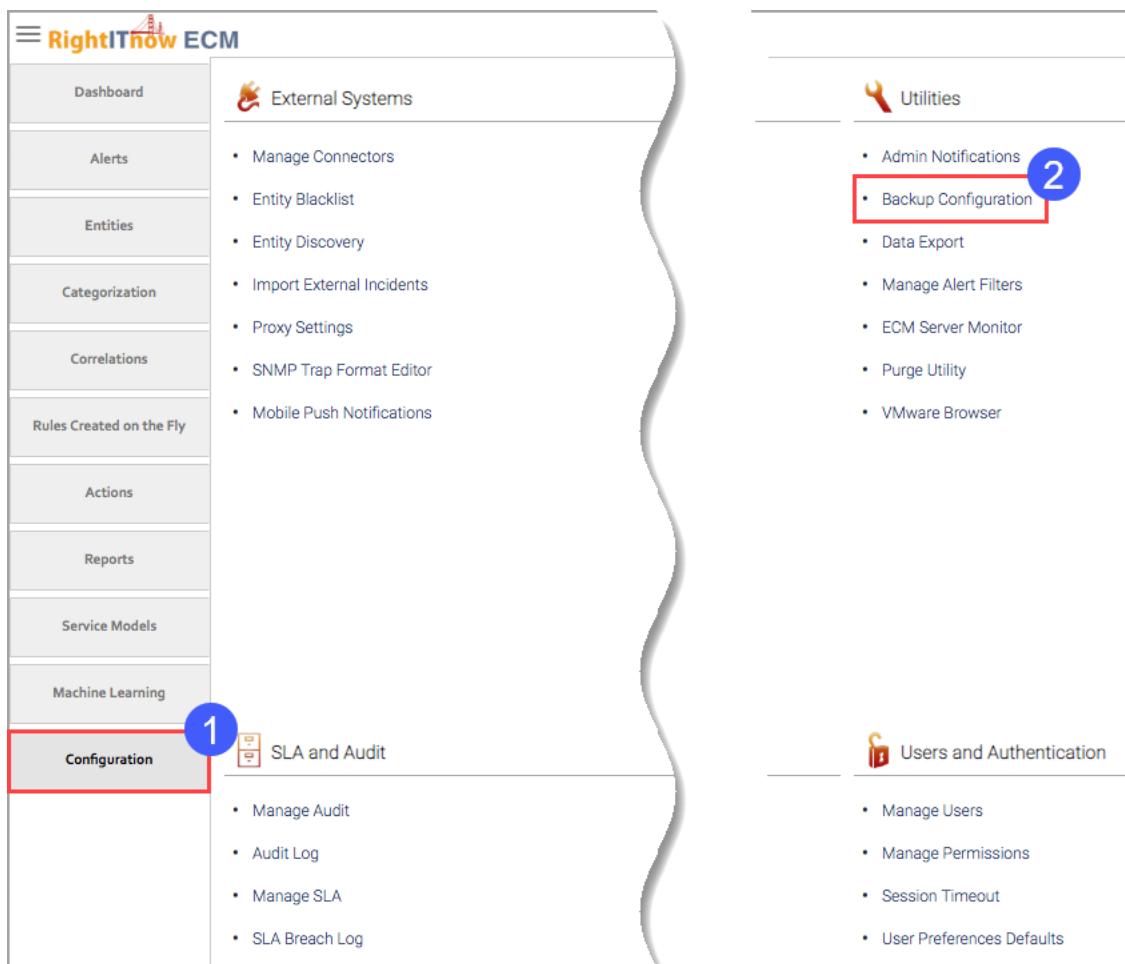 RightITnow ECM
Dashboard
Alerts
Entities
Categorization
Correlations
Rules Created on the Fly
Actions
Reports
Service Models
Machine Learning
Configuration
1
External Systems
• Manage Connectors
• Entity Blacklist
• Entity Discovery
• Import External Incidents
• Proxy Settings
• SNMP Trap Format Editor
• Mobile Push Notifications
Utilities
• Admin Notifications
• Backup Configuration
2
• Data Export
• Manage Alert Filters
• ECM Server Monitor
• Purge Utility
• VMware Browser
SLA and Audit
• Manage Audit
• Audit Log
• Manage SLA
• SLA Breach Log
Users and Authentication
• Manage Users
• Manage Permissions
• Session Timeout
• User Preferences Defaults